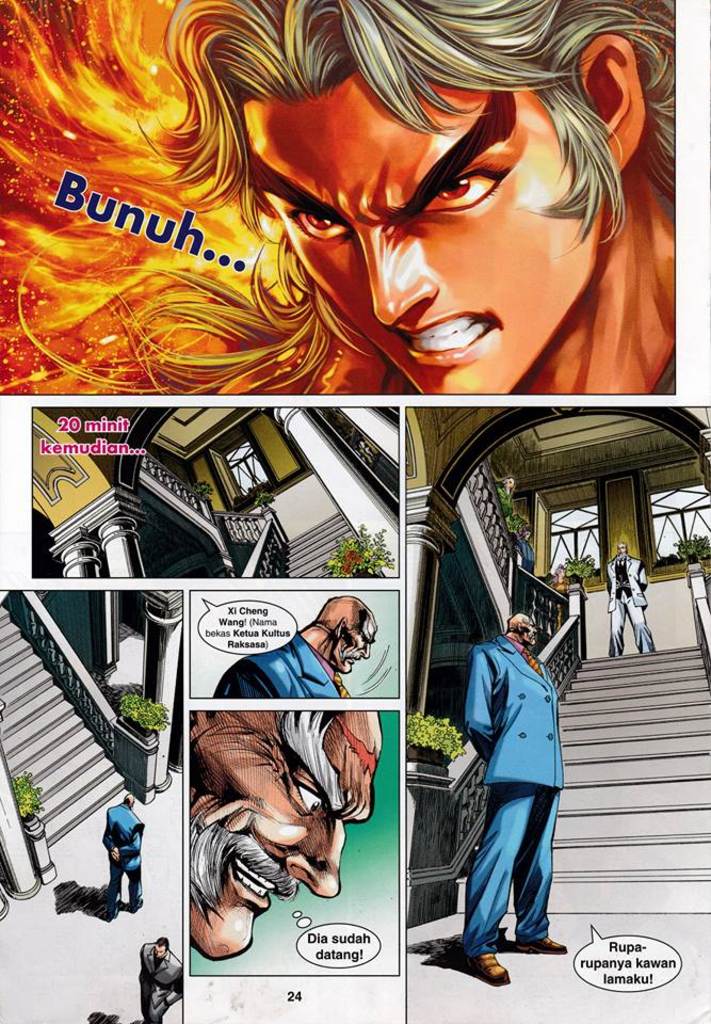 Bunuh...
20 minit
kemudian...
Xi Cheng
Wang! (Nama
bekas Ketua Kultus
Raksasa)
Dia sudah
datang!
Rupa-
rupanya kawan
lamaku!
24